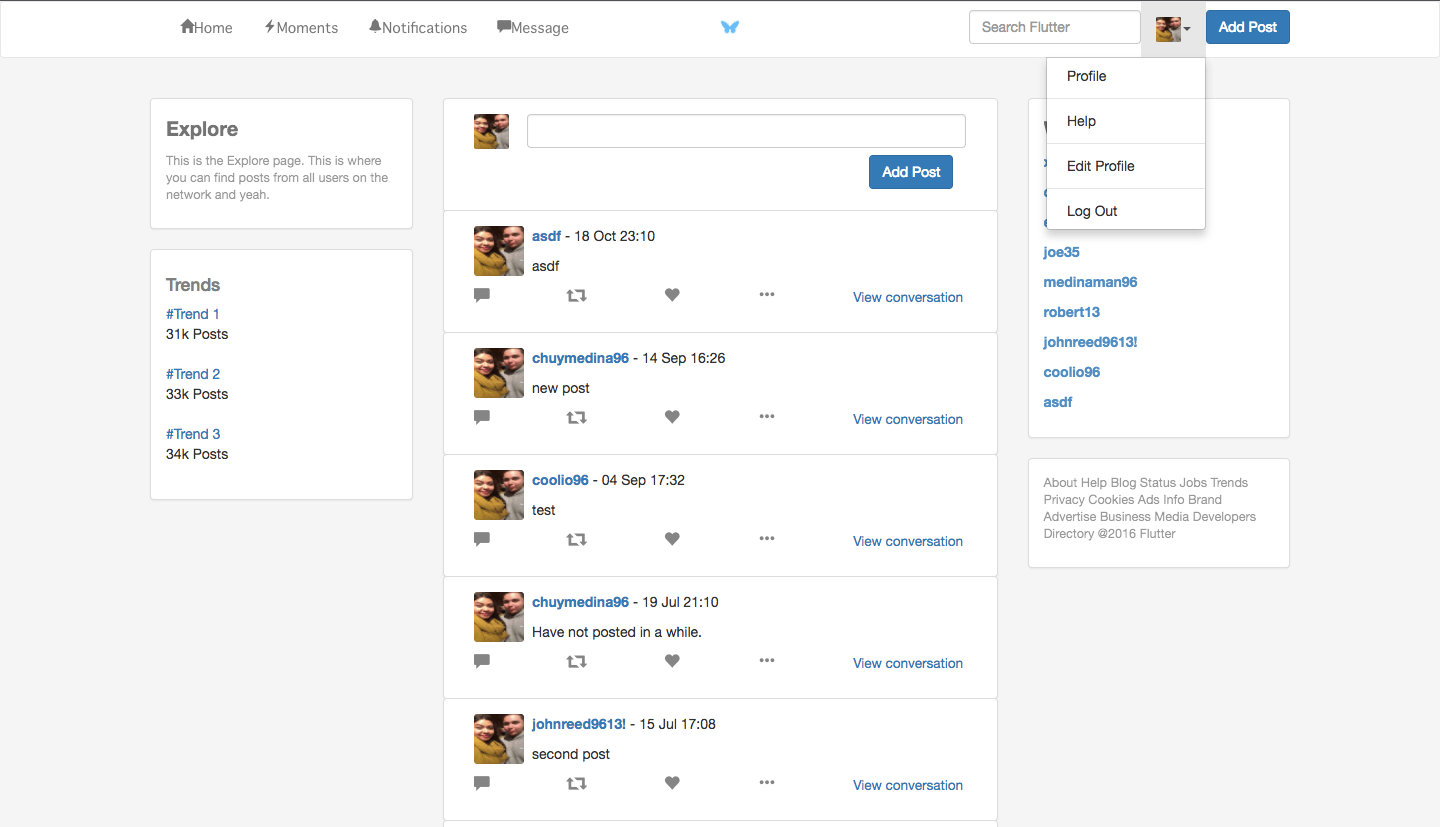 Home Moments Notifications Message Search Flutter Add Post
Profile
Help
Edit Profile
Log Out
Explore
This is the Explore page. This is where
you can find posts from all users on the
network and yeah.
Trends
#Trend 1
31k Posts
#Trend 2
33k Posts
#Trend 3
34k Posts
Add Post
asdf - 18 Oct 23:10
asdf
View conversation
chuymedina96 - 14 Sep 16:26
new post
View conversation
coolio96 - 04 Sep 17:32
test
View conversation
chuymedina96 - 19 Jul 21:10
Have not posted in a while.
View conversation
johnreed9613! - 15 Jul 17:08
second post
View conversation
joe35
medinaman96
robert13
johnreed9613!
coolio96
asdf
About Help Blog Status Jobs Trends
Privacy Cookies Ads Info Brand
Advertise Business Media Developers
Directory @2016 Flutter